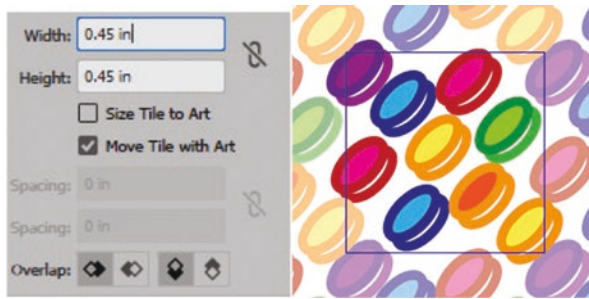 Width: 0.45 in
Height: 0.45 in
Size Tile to Art
Move Tile with Art
Spacing: 0 in
Spacing: 0 in
Overlap: